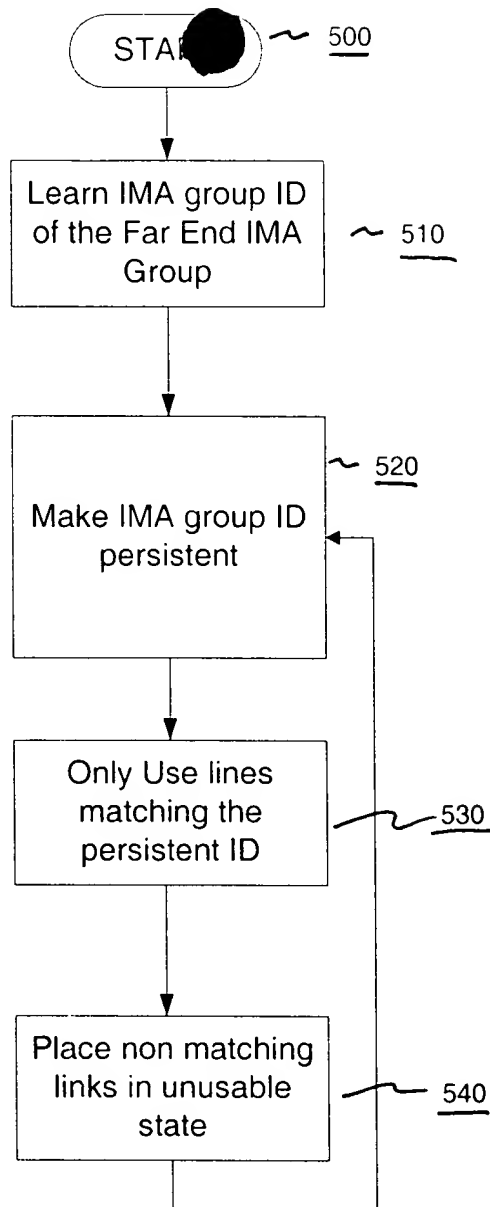 500
Learn IMA group ID
of the Far End IMA
Group
510
520
Make IMA group ID
persistent
Only Use lines
matching the
persistent ID
530
Place non matching
links in unusable
state
540